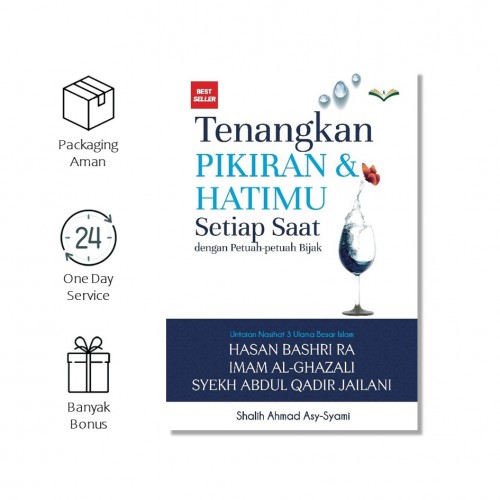 Packaging
Aman
24
One Day
Service
Banyak
Bonus
BEST
SELLER
Tenangkan
PIKIRAN &
HATIMU
Setiap Saat
dengan Petuah-petuah Bijak
Untaian Nasihat 3 Ulama Besar Islam
HASAN BASHRI RA
IMAM AL-GHAZALI
SYEKH ABDUL QADIR JAILANI
Shalih Ahmad Asy-Syami